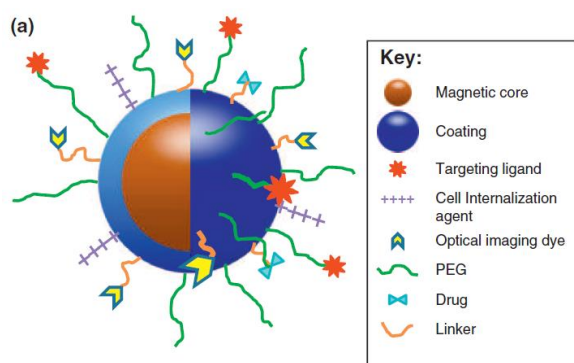 (a)
Key:
Magnetic core
Coating
Targeting ligand
Cell Internalization
agent
Optical imaging dye
PEG
Drug
Linker